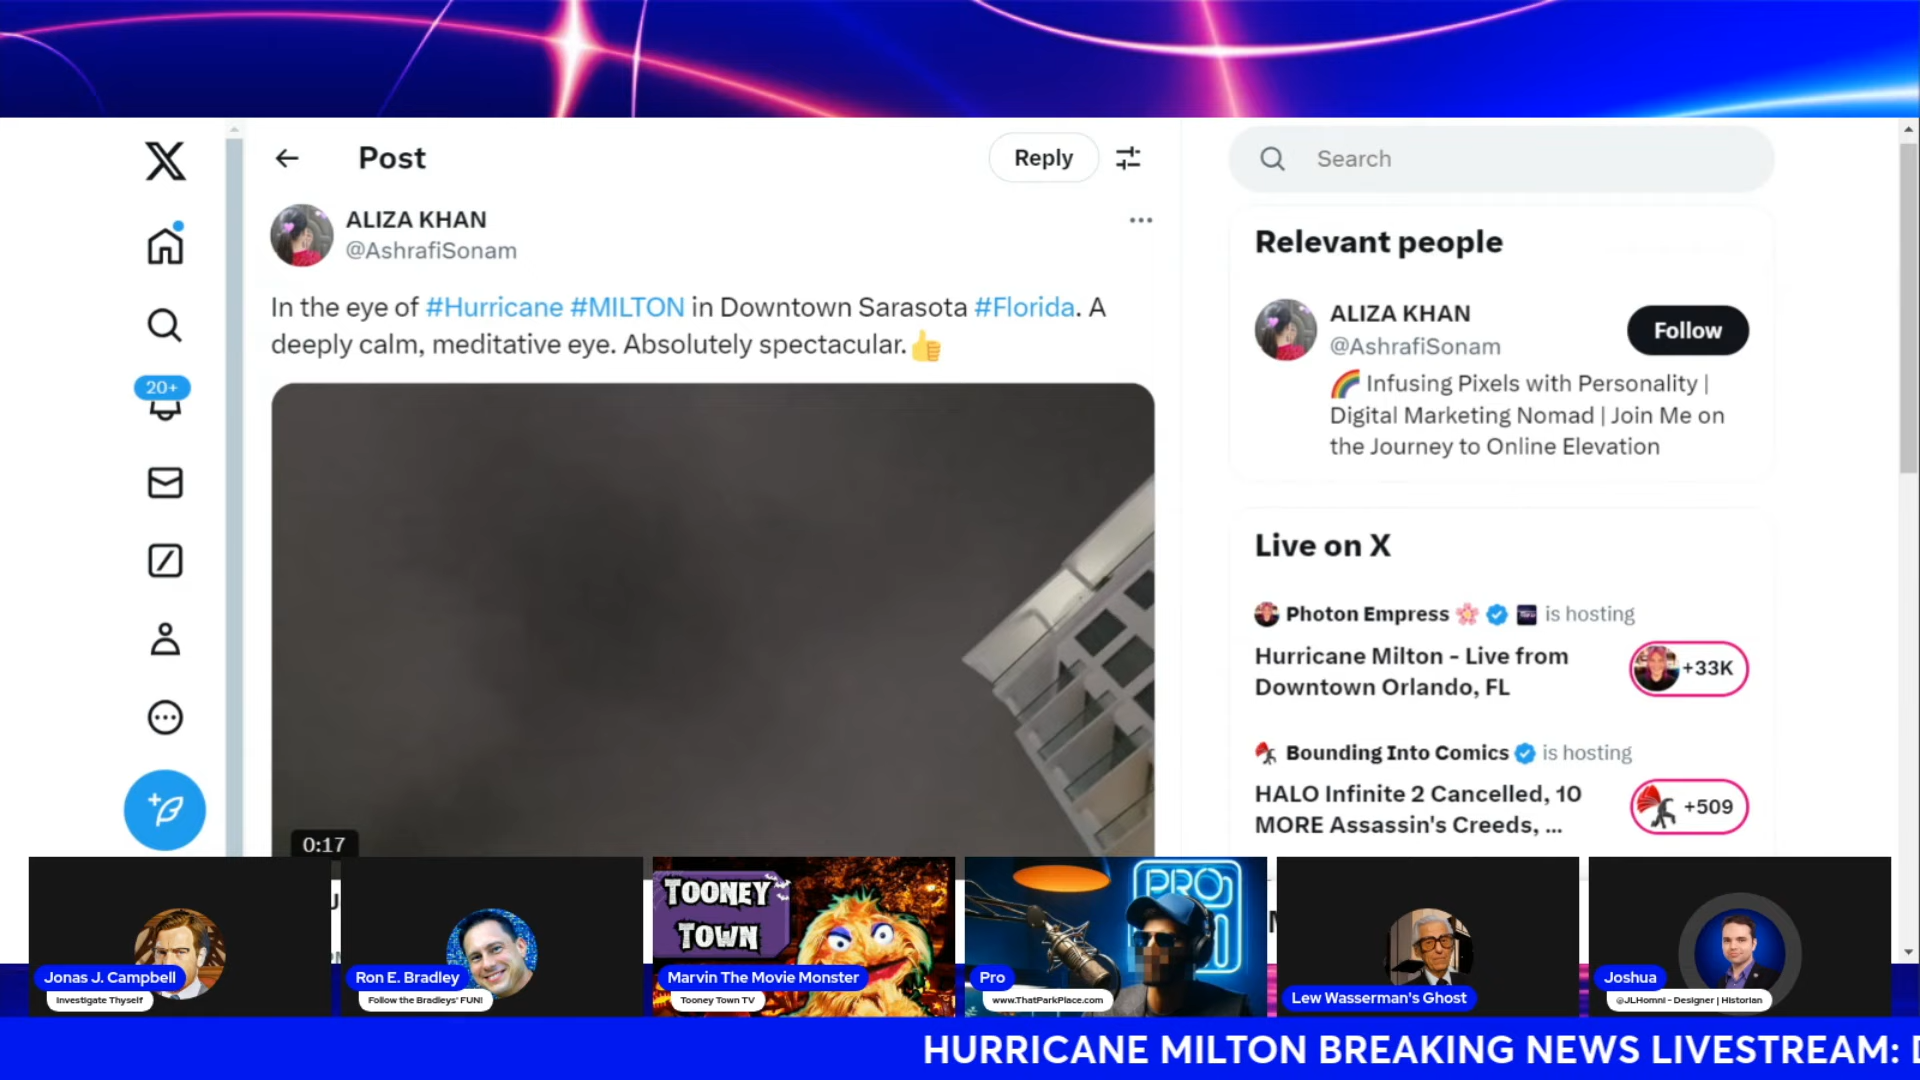 Post
Reply
Search
ALIZA KHAN
@AshrafiSonam
In the eye of #Hurricane #MILTON in Downtown Sarasota #Florida. A
deeply calm, meditative eye. Absolutely spectacular.👍
0:17
20+
Relevant people
ALIZA KHAN
@AshrafiSonam
Follow
🌈 Infusing Pixels with Personality |
Digital Marketing Nomad | Join Me on
the Journey to Online Elevation
Live on X
Photon Empress 🌸 is hosting
Hurricane Milton - Live from
Downtown Orlando, FL
+33K
Bounding Into Comics is hosting
HALO Infinite 2 Cancelled, 10
MORE Assassin's Creeds, ...
+509
Jonas J. Campbell
Investigate Thyself
Ron E. Bradley
Follow the Bradleys' FUN!
TOONEY
TOWN
Marvin The Movie Monster
Tooney Town TV
PRO
Pro
www.ThatParkPlace.com
Lew Wasserman's Ghost
Joshua
@JLHomni - Designer | Historian
HURRICANE MILTON BREAKING NEWS LIVESTREAM: